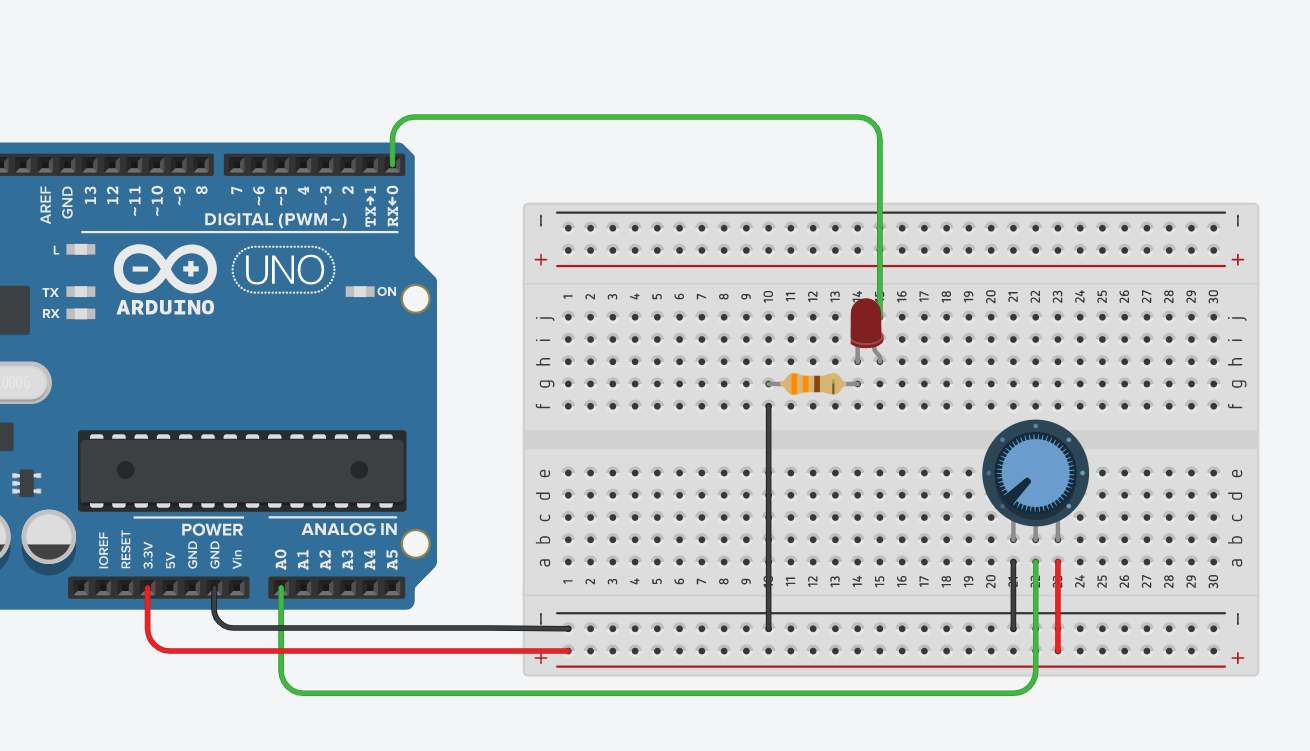 AREF GND 13 12 ~11 ~10 ~9 8 7 ~6 ~5 4 ~3 2 TX→1 RX←0
DIGITAL (PWM~)
L
TX
RX
UNO
ON
ARDUINO
POWER
ANALOG IN
IOREF RESET 3.3V 5V GND GND Vin A0 A1 A2 A3 A4 A5
− −
+ +
1 2 3 4 5 6 7 8 9 10 11 12 13 14 15 16 17 18 19 20 21 22 23 24 25 26 27 28 29 30
j j
i i
h h
g g
f f
e e
d d
c c
b b
a a
1 2 3 4 5 6 7 8 9 10 11 12 13 14 15 16 17 18 19 20 21 22 23 24 25 26 27 28 29 30
− −
+ +